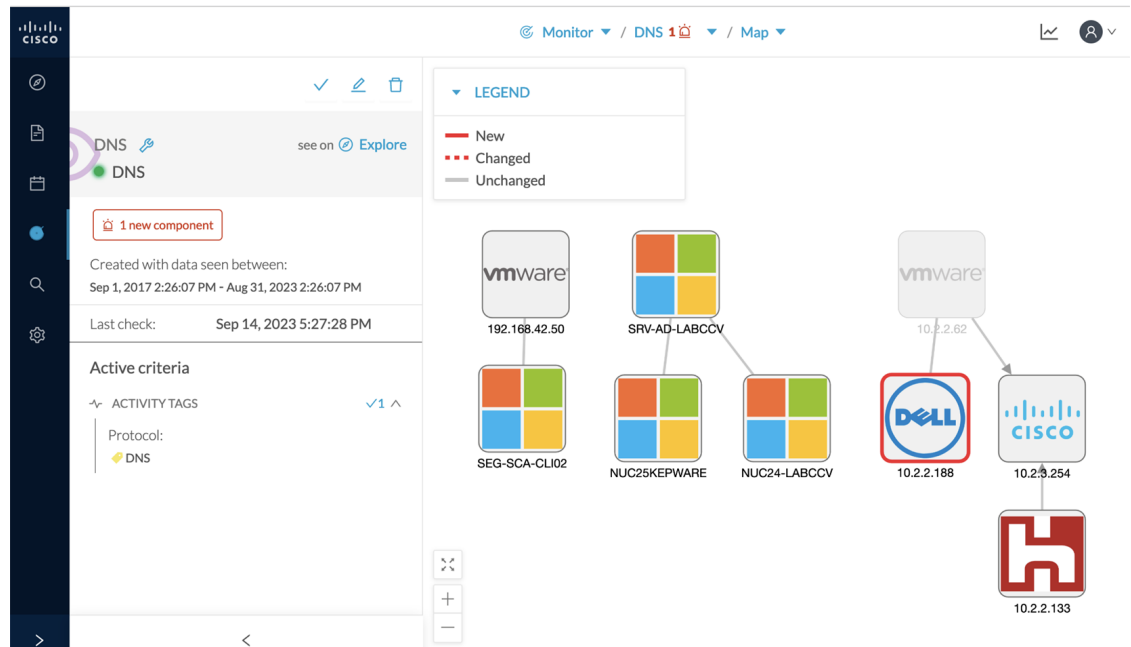 CISCO
Monitor / DNS 1 / Map
LEGEND
New
Changed
Unchanged
DNS
see on Explore
DNS
1 new component
Created with data seen between:
Sep 1, 2017 2:26:07 PM - Aug 31, 2023 2:26:07 PM
Last check: Sep 14, 2023 5:27:28 PM
Active criteria
ACTIVITY TAGS 1
Protocol:
DNS
vmware
192.168.42.50
SRV-AD-LABCCV
vmware
10.2.2.62
SEG-SCA-CLI02
NUC25KEPWARE
NUC24-LABCCV
DELL
10.2.2.188
CISCO
10.2.3.254
h
10.2.2.133